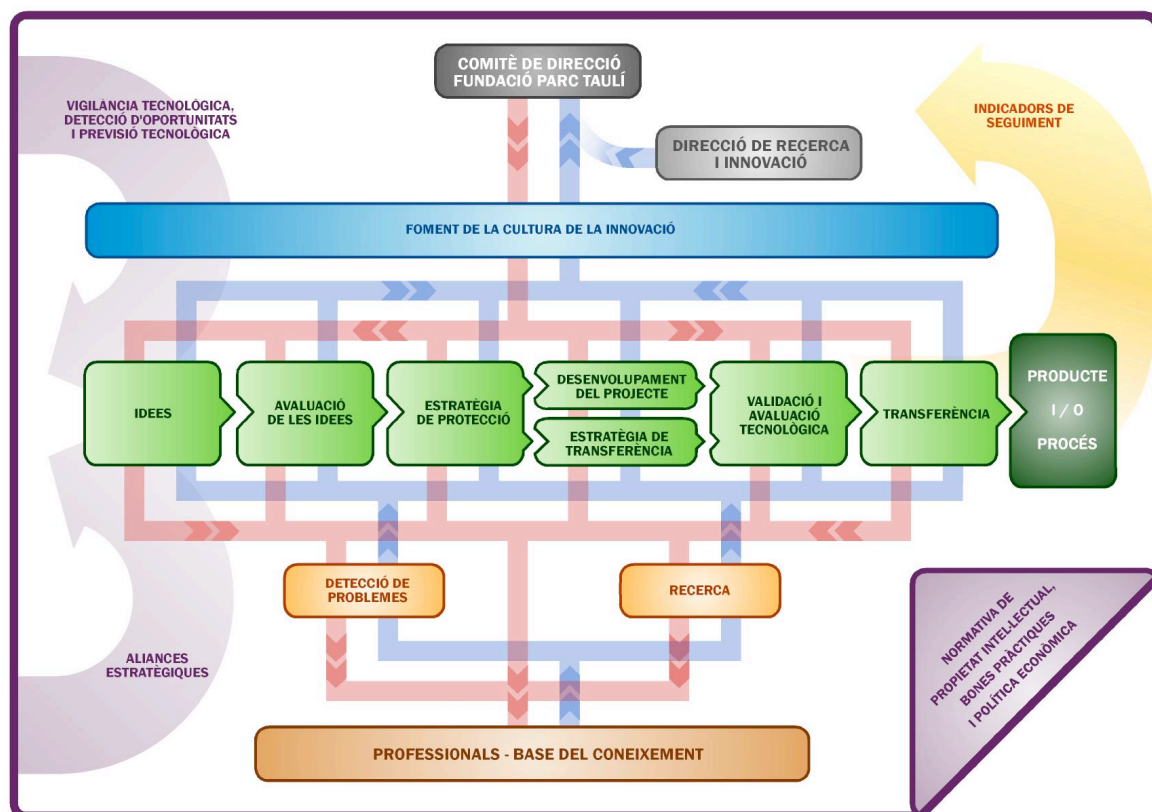 COMITÈ DE DIRECCIÓ
FUNDACIÓ PARC TAULÍ
VIGILÀNCIA TECNOLÒGICA,
DETECCIÓ D'OPORTUNITATS
I PREVISIÓ TECNOLÒGICA
INDICADORS DE
SEGUIMENT
DIRECCIÓ DE RECERCA
I INNOVACIÓ
FOMENT DE LA CULTURA DE LA INNOVACIÓ
IDEES
AVALUACIÓ
DE LES IDEES
ESTRATÈGIA
DE PROTECCIÓ
DESENVOLUPAMENT
DEL PROJECTE
ESTRATÈGIA DE
TRANSFERÈNCIA
VALIDACIÓ I
AVALUACIÓ
TECNOLÒGICA
TRANSFERÈNCIA
PRODUCTE
I / O
PROCÉS
DETECCIÓ DE
PROBLEMES
RECERCA
ALIANCES
ESTRATÈGIQUES
NORMATIVA DE
PROPIETAT INTEL·LECTUAL,
BONES PRÀCTIQUES
I POLÍTICA ECONÒMICA
PROFESSIONALS - BASE DEL CONEIXEMENT